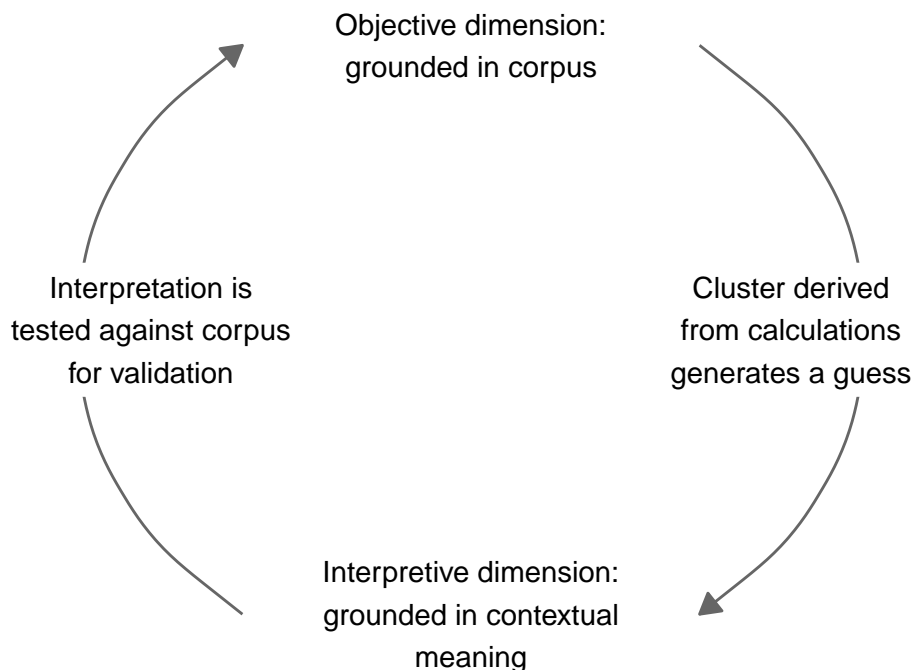 Objective dimension:
grounded in corpus
Cluster derived
from calculations
generates a guess
Interpretive dimension:
grounded in contextual
meaning
Interpretation is
tested against corpus
for validation